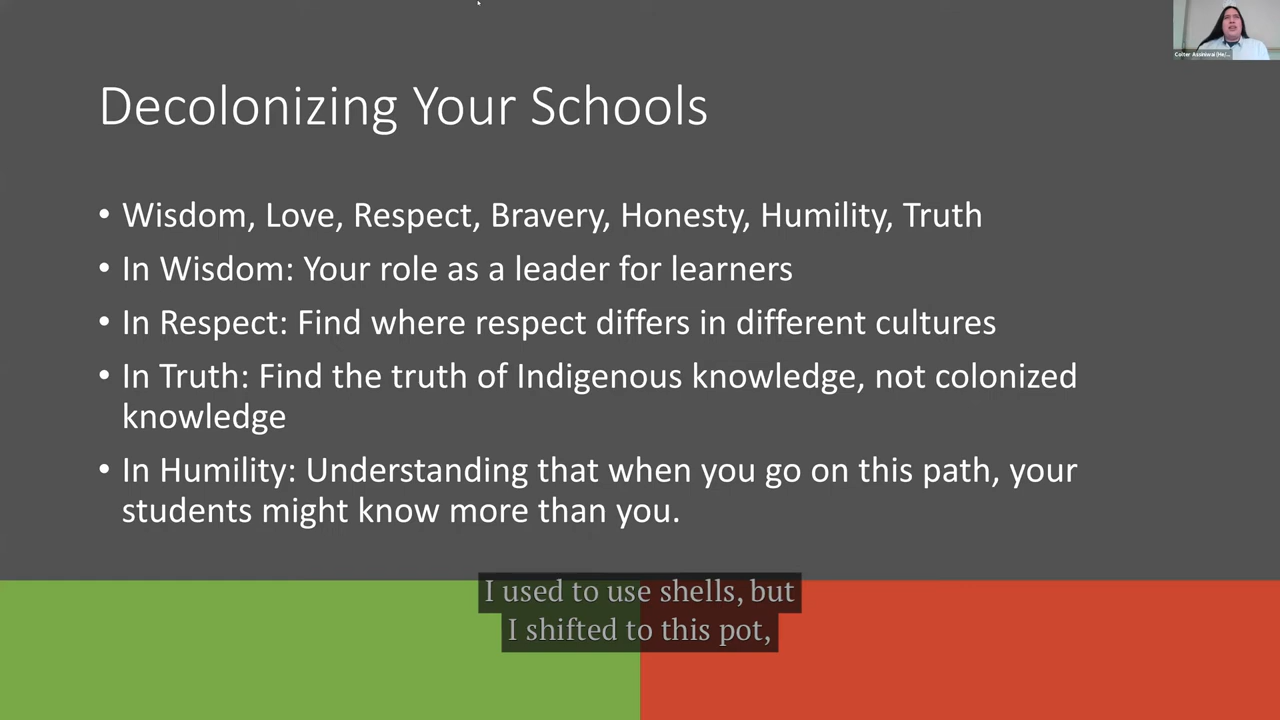 Colter Assiniwai (He/...
Decolonizing Your Schools
• Wisdom, Love, Respect, Bravery, Honesty, Humility, Truth
• In Wisdom: Your role as a leader for learners
• In Respect: Find where respect differs in different cultures
• In Truth: Find the truth of Indigenous knowledge, not colonized
knowledge
• In Humility: Understanding that when you go on this path, your
students might know more than you.
I used to use shells, but
I shifted to this pot,